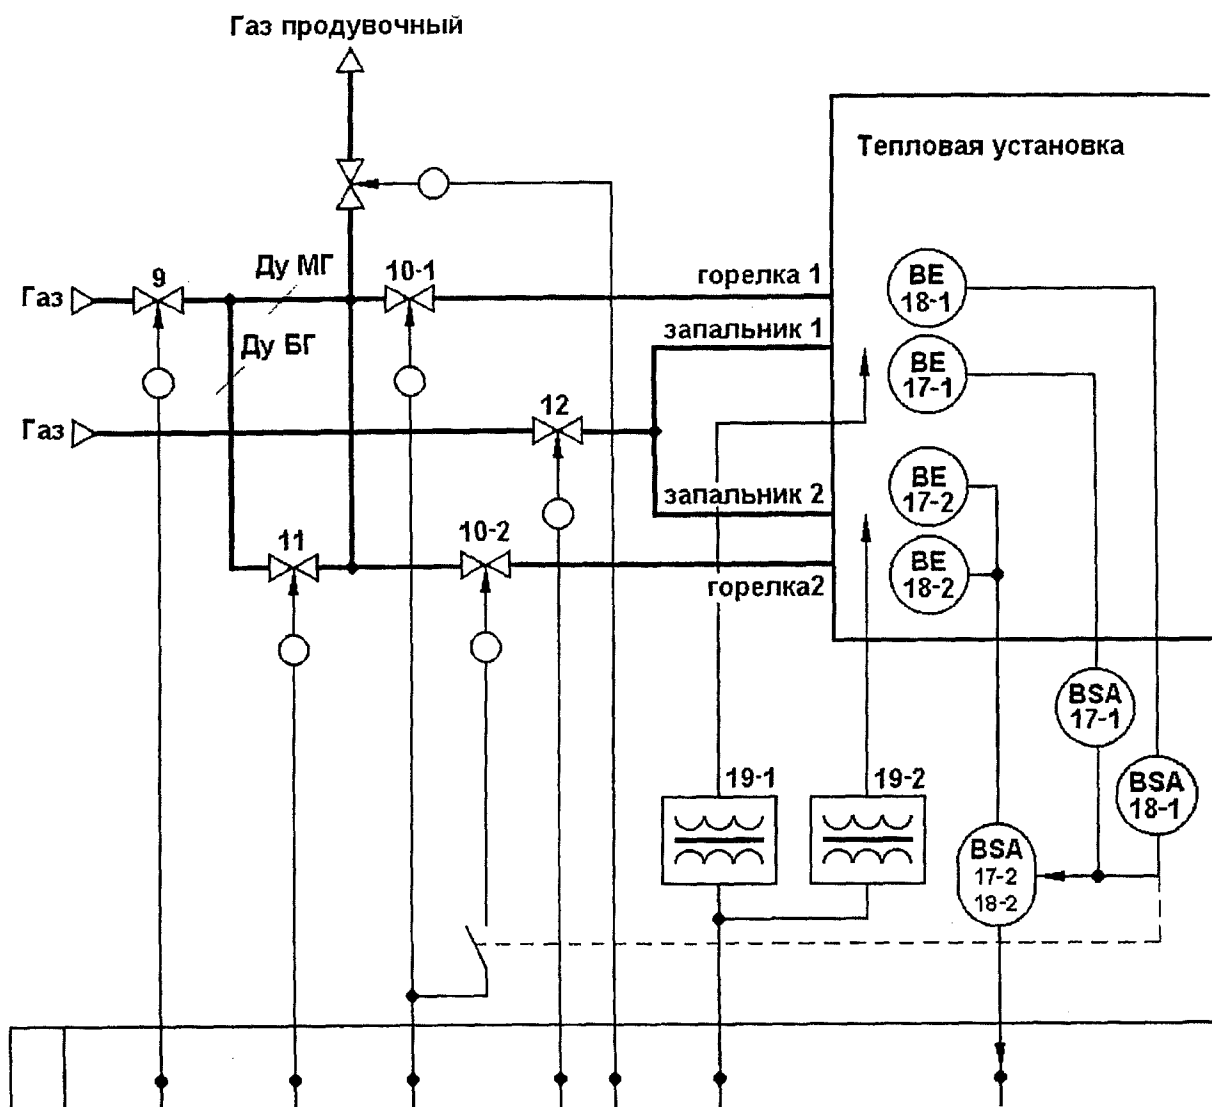 Газ продувочный
Тепловая установка
Ду МГ
9
10-1
горелка 1
BE
18-1
Газ
запальник 1
Ду БГ
BE
17-1
12
Газ
BE
17-2
запальник 2
11
10-2
BE
18-2
горелка2
BSA
17-1
19-1
19-2
BSA
18-1
BSA
17-2
18-2